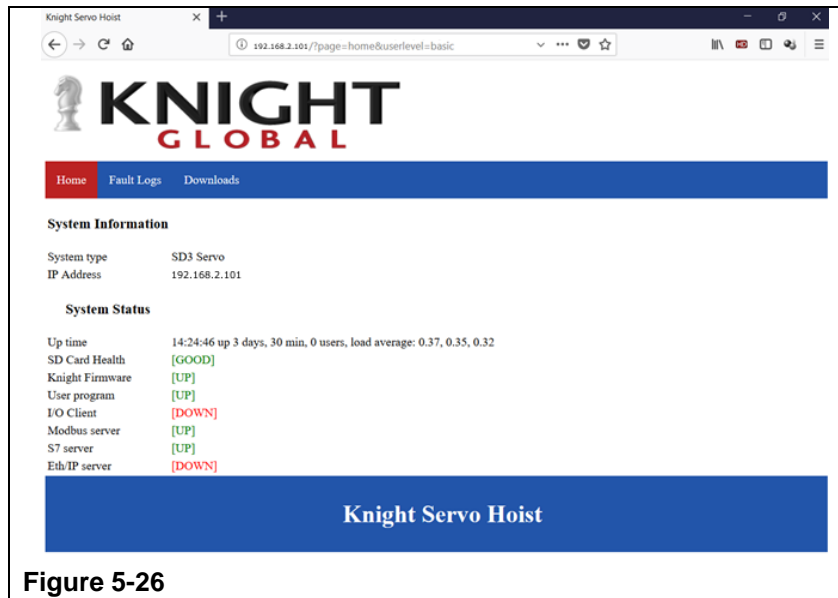 Knight Servo Hoist
192.168.2.101/?page=home&userlevel=basic
HD
KNIGHT
GLOBAL
Home Fault Logs Downloads
System Information
System type SD3 Servo
IP Address 192.168.2.101
System Status
Up time 14:24:46 up 3 days, 30 min, 0 users, load average: 0.37, 0.35, 0.32
SD Card Health [GOOD]
Knight Firmware [UP]
User program [UP]
I/O Client [DOWN]
Modbus server [UP]
S7 server [UP]
Eth/IP server [DOWN]
Knight Servo Hoist
Figure 5-26